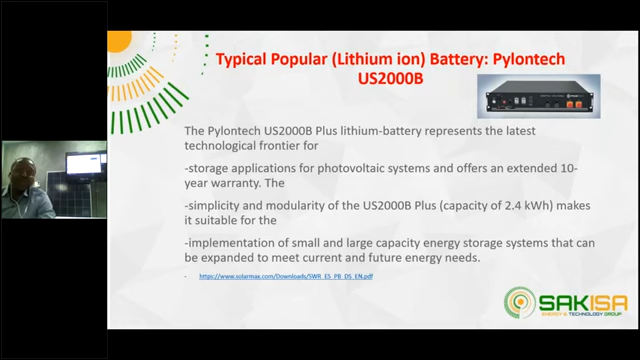 Typical Popular (Lithium ion) Battery: Pylontech
US2000B
The Pylontech US2000B Plus lithium-battery represents the latest
technological frontier for
-storage applications for photovoltaic systems and offers an extended 10-
year warranty. The
-simplicity and modularity of the US2000B Plus (capacity of 2.4 kWh) makes
it suitable for the
-implementation of small and large capacity energy storage systems that can
be expanded to meet current and future energy needs.
- https://www.solarmax.com/Downloads/SWR_ES_PB_DS_EN.pdf
SAKISA
ENERGY & TECHNOLOGY GROUP